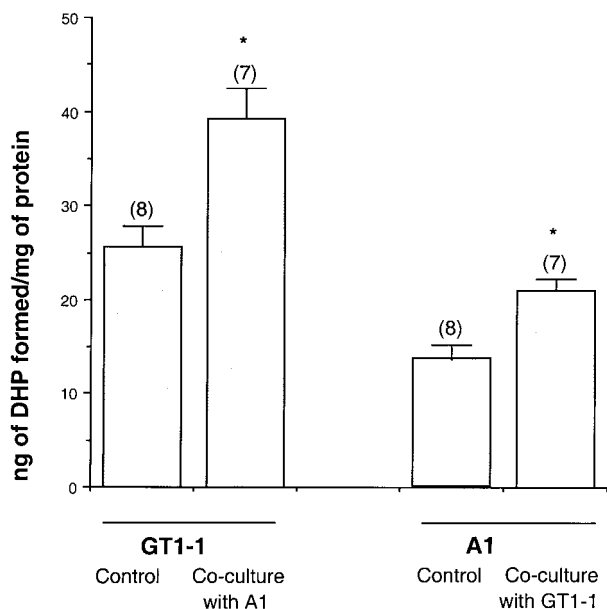 ng of DHP formed/mg of protein
50
40
30
20
10
0
(8)
*
(7)
(8)
*
(7)
GT1-1
A1
Control
Co-culture
with A1
Control
Co-culture
with GT1-1